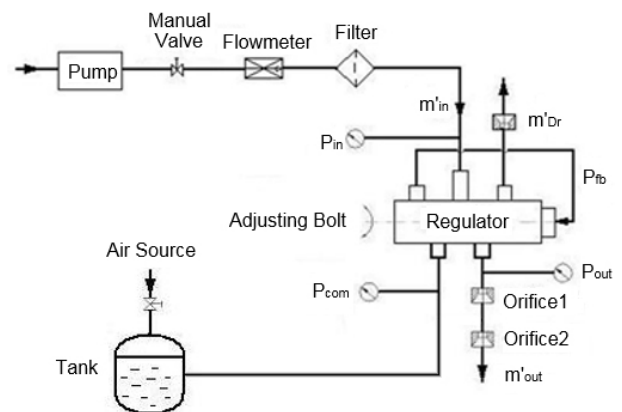 Manual
Valve
Flowmeter
Filter
Pump
m'in
m'Dr
Pin
Pfb
Adjusting Bolt
Regulator
Air Source
Pcom
Pout
Orifice1
Orifice2
Tank
m'out